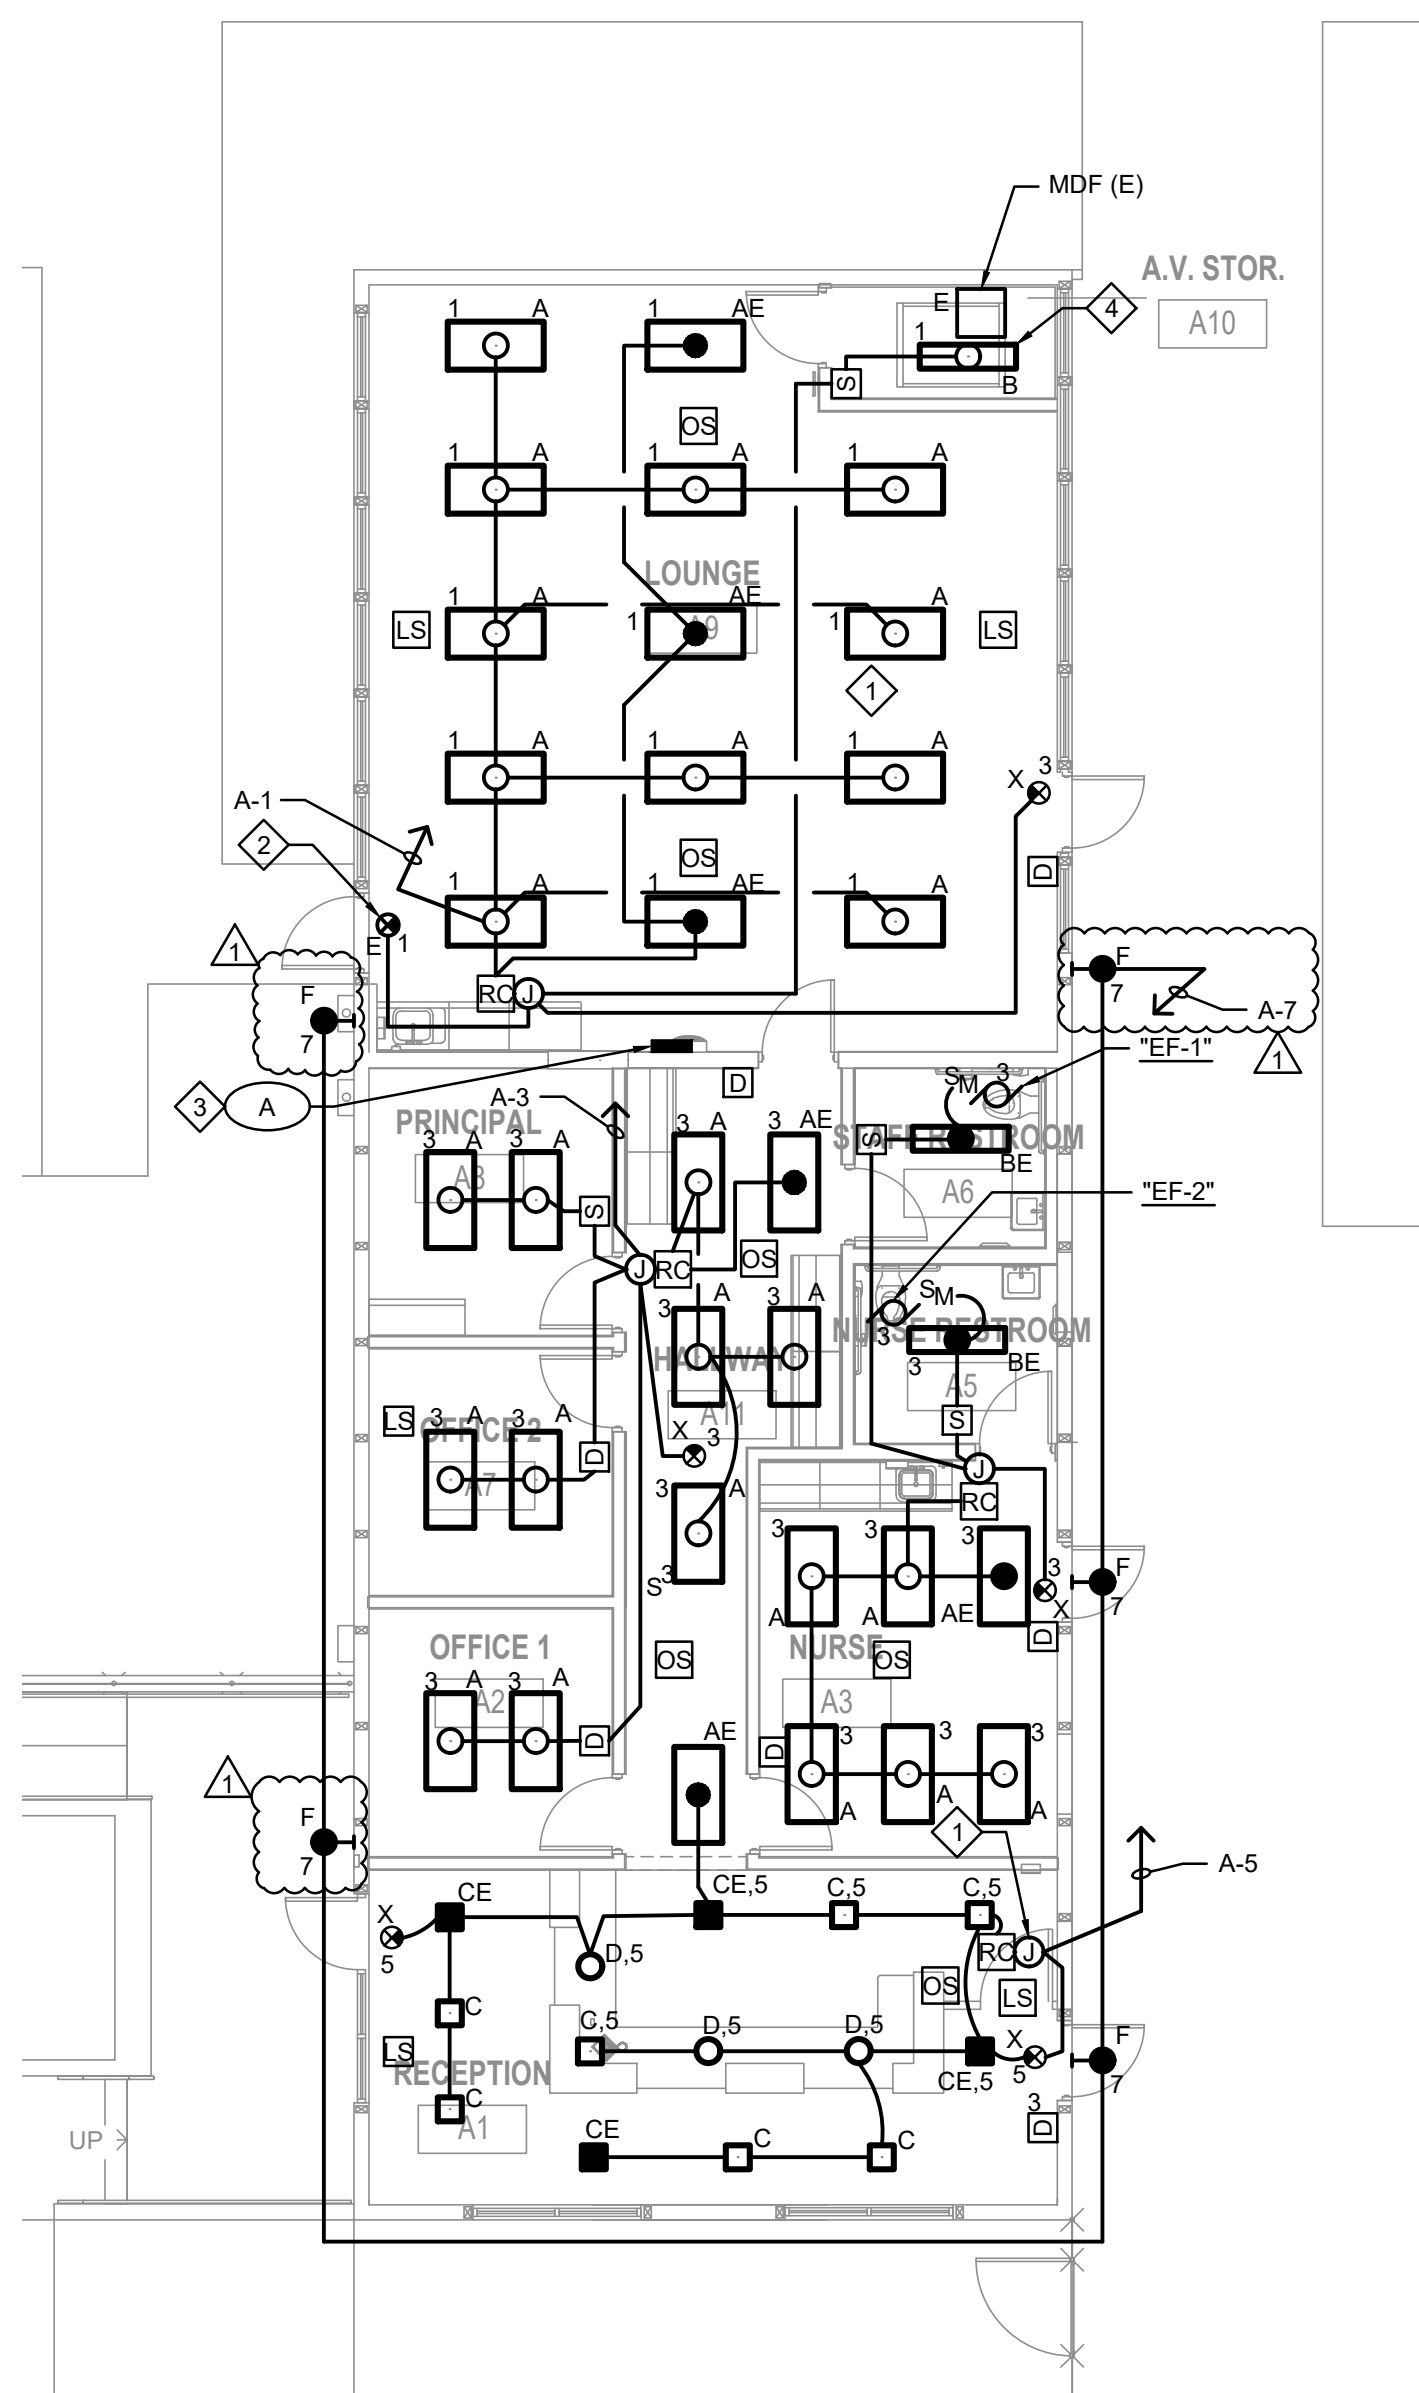 MDF (E)
A.V. STOR.
A10
E
4
1
B
S
1 A
1 AE
OS
1 A
1 A
1 A
LOUNGE
A9
1 A
1 AE
1 A
LS
LS
1
1 A
1 A
1 A
X 3
A-1
2
OS
D
1 A
1 AE
1 A
E 1
1
F
7
RC
J
F
7
A-7
1
"EF-1"
D
3
A
A-3
PRINCIPAL
A8
3 A
3 A
S
3 A
3 AE
S
M
3
STAFF RESTROOM
S
BE
A6
"EF-2"
J
RC
OS
S
M
3
NURSE RESTROOM
3
BE
A5
3 A
3 A
HALLWAY
A11
X
3
LS
OFFICE 2
A7
3 A
3 A
D
S
J
RC
3 A
S
3
3
A
3
A
3
AE
3
X
D
F
7
OFFICE 1
A2
3 A
3 A
D
OS
NURSE
OS
A3
AE
D
3
A
3
A
3
A
1
1
F
7
A-5
CE
CE,5
C,5
C,5
X
5
D,5
RC
J
OS
LS
C
C,5
D,5
D,5
X
5
CE,5
F
7
LS
RECEPTION
A1
C
3
D
CE
C
C
UP